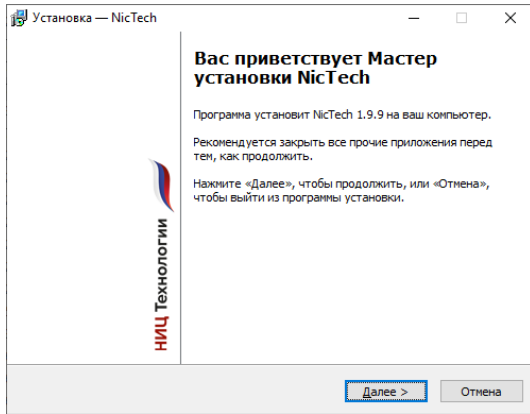 Установка — NicTech
Вас приветствует Мастер
установки NicTech
Программа установит NicTech 1.9.9 на ваш компьютер.
Рекомендуется закрыть все прочие приложения перед
тем, как продолжить.
Нажмите «Далее», чтобы продолжить, или «Отмена»,
чтобы выйти из программы установки.
НИЦ Технологии
Далее >
Отмена